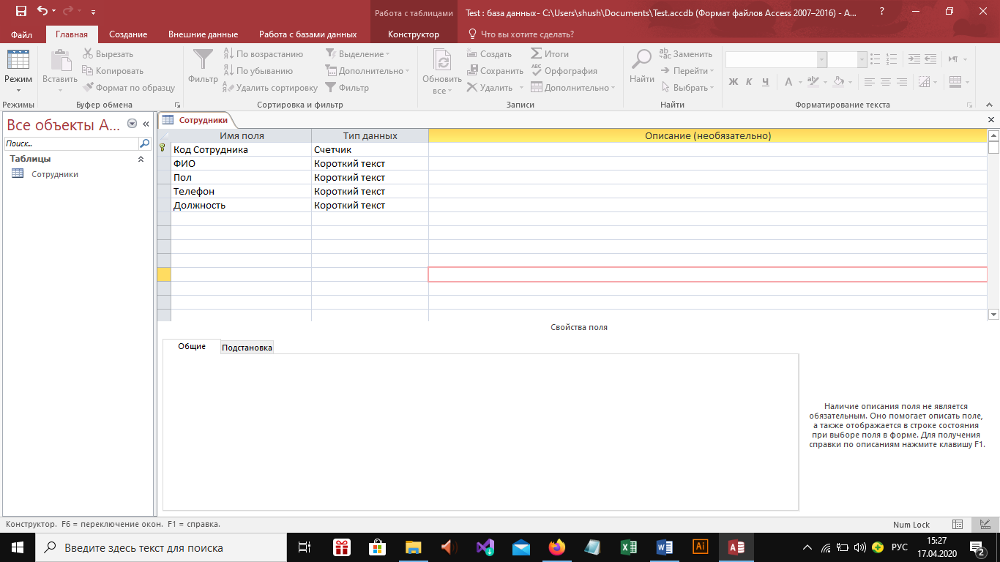 Работа с таблицами
Test : база данных- C:\Users\shush\Documents\Test.accdb (Формат файлов Access 2007–2016) - A...
?
Файл
Главная
Создание
Внешние данные
Работа с базами данных
Конструктор
Что вы хотите сделать?
Режим
Режимы
Вставить
Вырезать
Копировать
Формат по образцу
Буфер обмена
Фильтр
По возрастанию
По убыванию
Удалить сортировку
Выделение
Дополнительно
Фильтр
Сортировка и фильтр
Обновить
все
Создать
Сохранить
Удалить
Итоги
Орфография
Дополнительно
Записи
Найти
Заменить
Перейти
Выбрать
Найти
Ж К Ч
А
Форматирование текста
Все объекты A...
Поиск...
Таблицы
Сотрудники
Сотрудники
Имя поля Тип данных Описание (необязательно)
Код Сотрудника Счетчик
ФИО Короткий текст
Пол Короткий текст
Телефон Короткий текст
Должность Короткий текст
Свойства поля
Общие
Подстановка
Наличие описания поля не является
обязательным. Оно помогает описать поле,
а также отображается в строке состояния
при выборе поля в форме. Для получения
справки по описаниям нажмите клавишу F1.
Конструктор. F6 = переключение окон. F1 = справка.
Num Lock
Введите здесь текст для поиска
Ai
РУС
15:27
17.04.2020
2